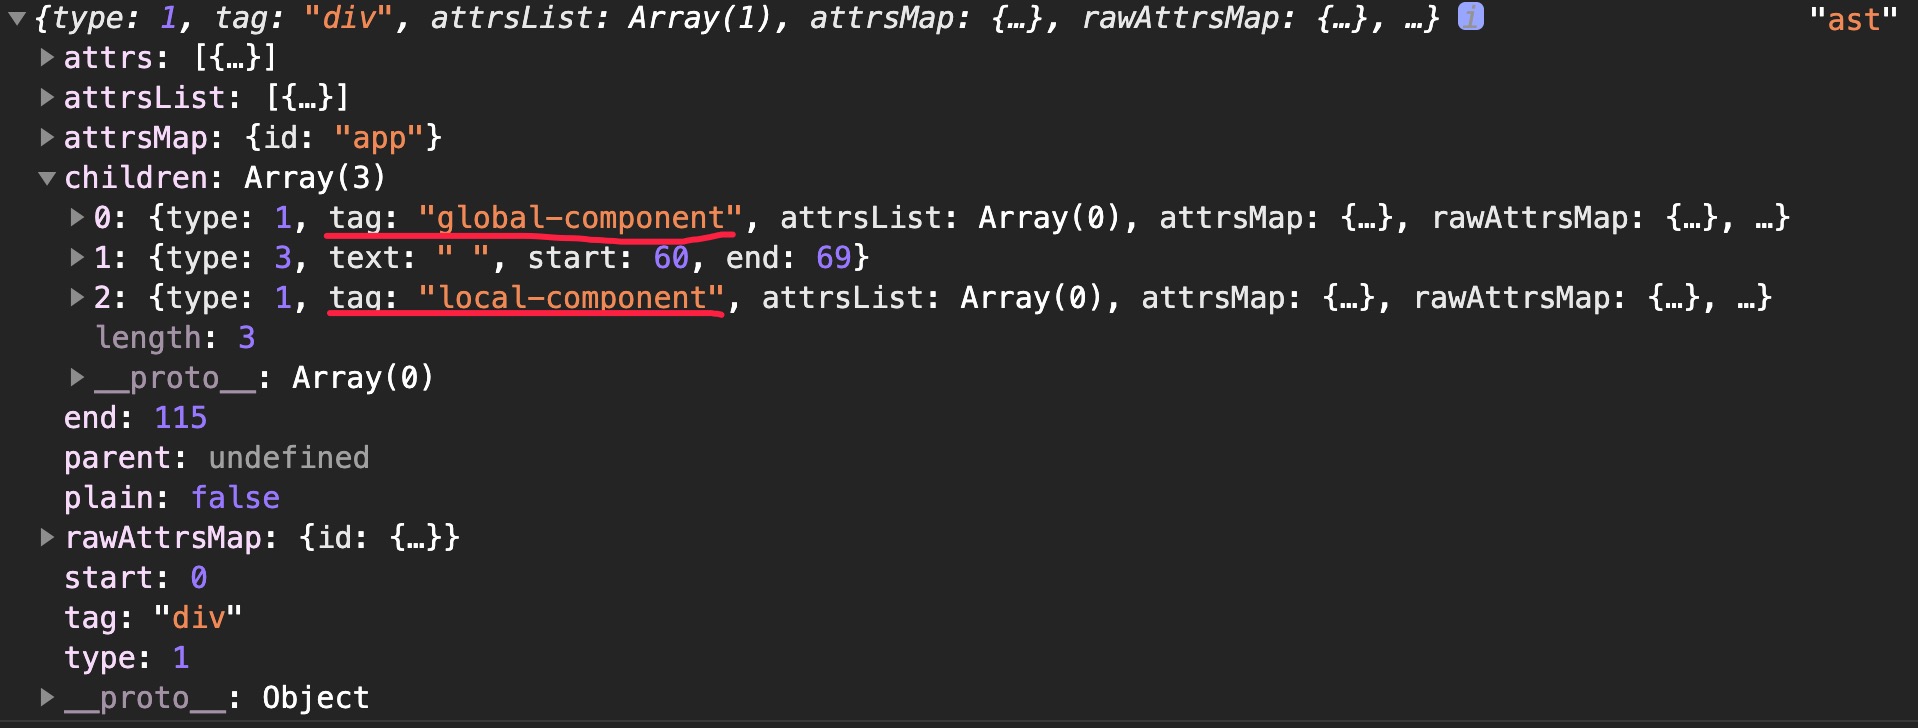 {type: 1, tag: "div", attrsList: Array(1), attrsMap: {…}, rawAttrsMap: {…}, …} i "ast"
attrs: [{…}]
attrsList: [{…}]
attrsMap: {id: "app"}
children: Array(3)
0: {type: 1, tag: "global-component", attrsList: Array(0), attrsMap: {…}, rawAttrsMap: {…}, …}
1: {type: 3, text: " ", start: 60, end: 69}
2: {type: 1, tag: "local-component", attrsList: Array(0), attrsMap: {…}, rawAttrsMap: {…}, …}
length: 3
__proto__: Array(0)
end: 115
parent: undefined
plain: false
rawAttrsMap: {id: {…}}
start: 0
tag: "div"
type: 1
__proto__: Object